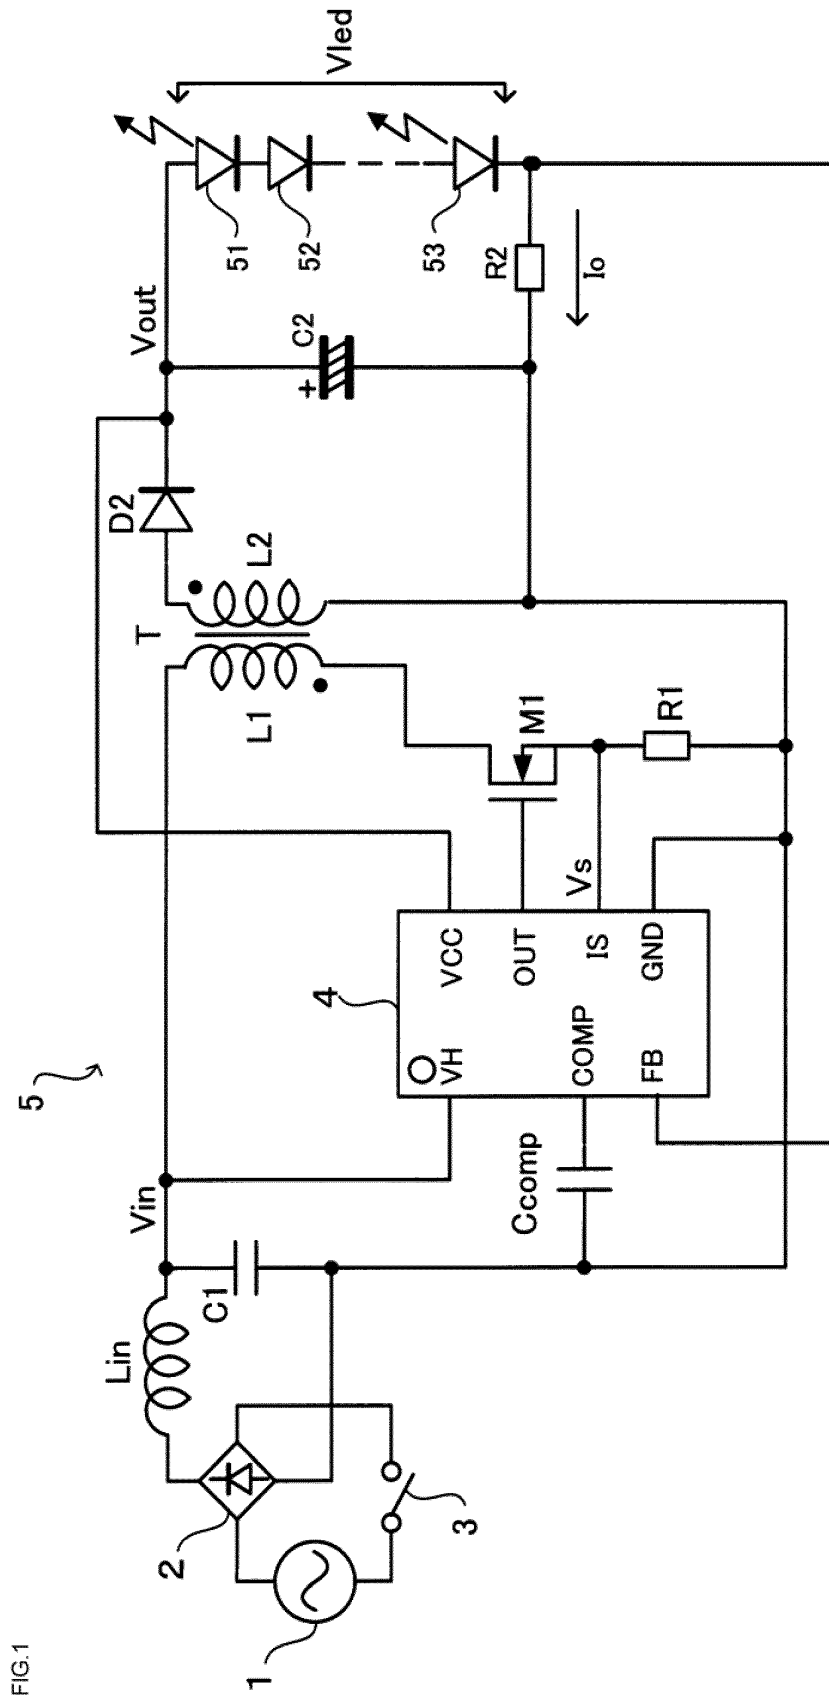 FIG.1
5
1
2
3
Lin
C1
Vin
4
VH
COMP
FB
VCC
OUT
IS
GND
Ccomp
Vs
M1
R1
T
L1
L2
D2
Vout
C2
+
R2
Io
51
52
53
Vled